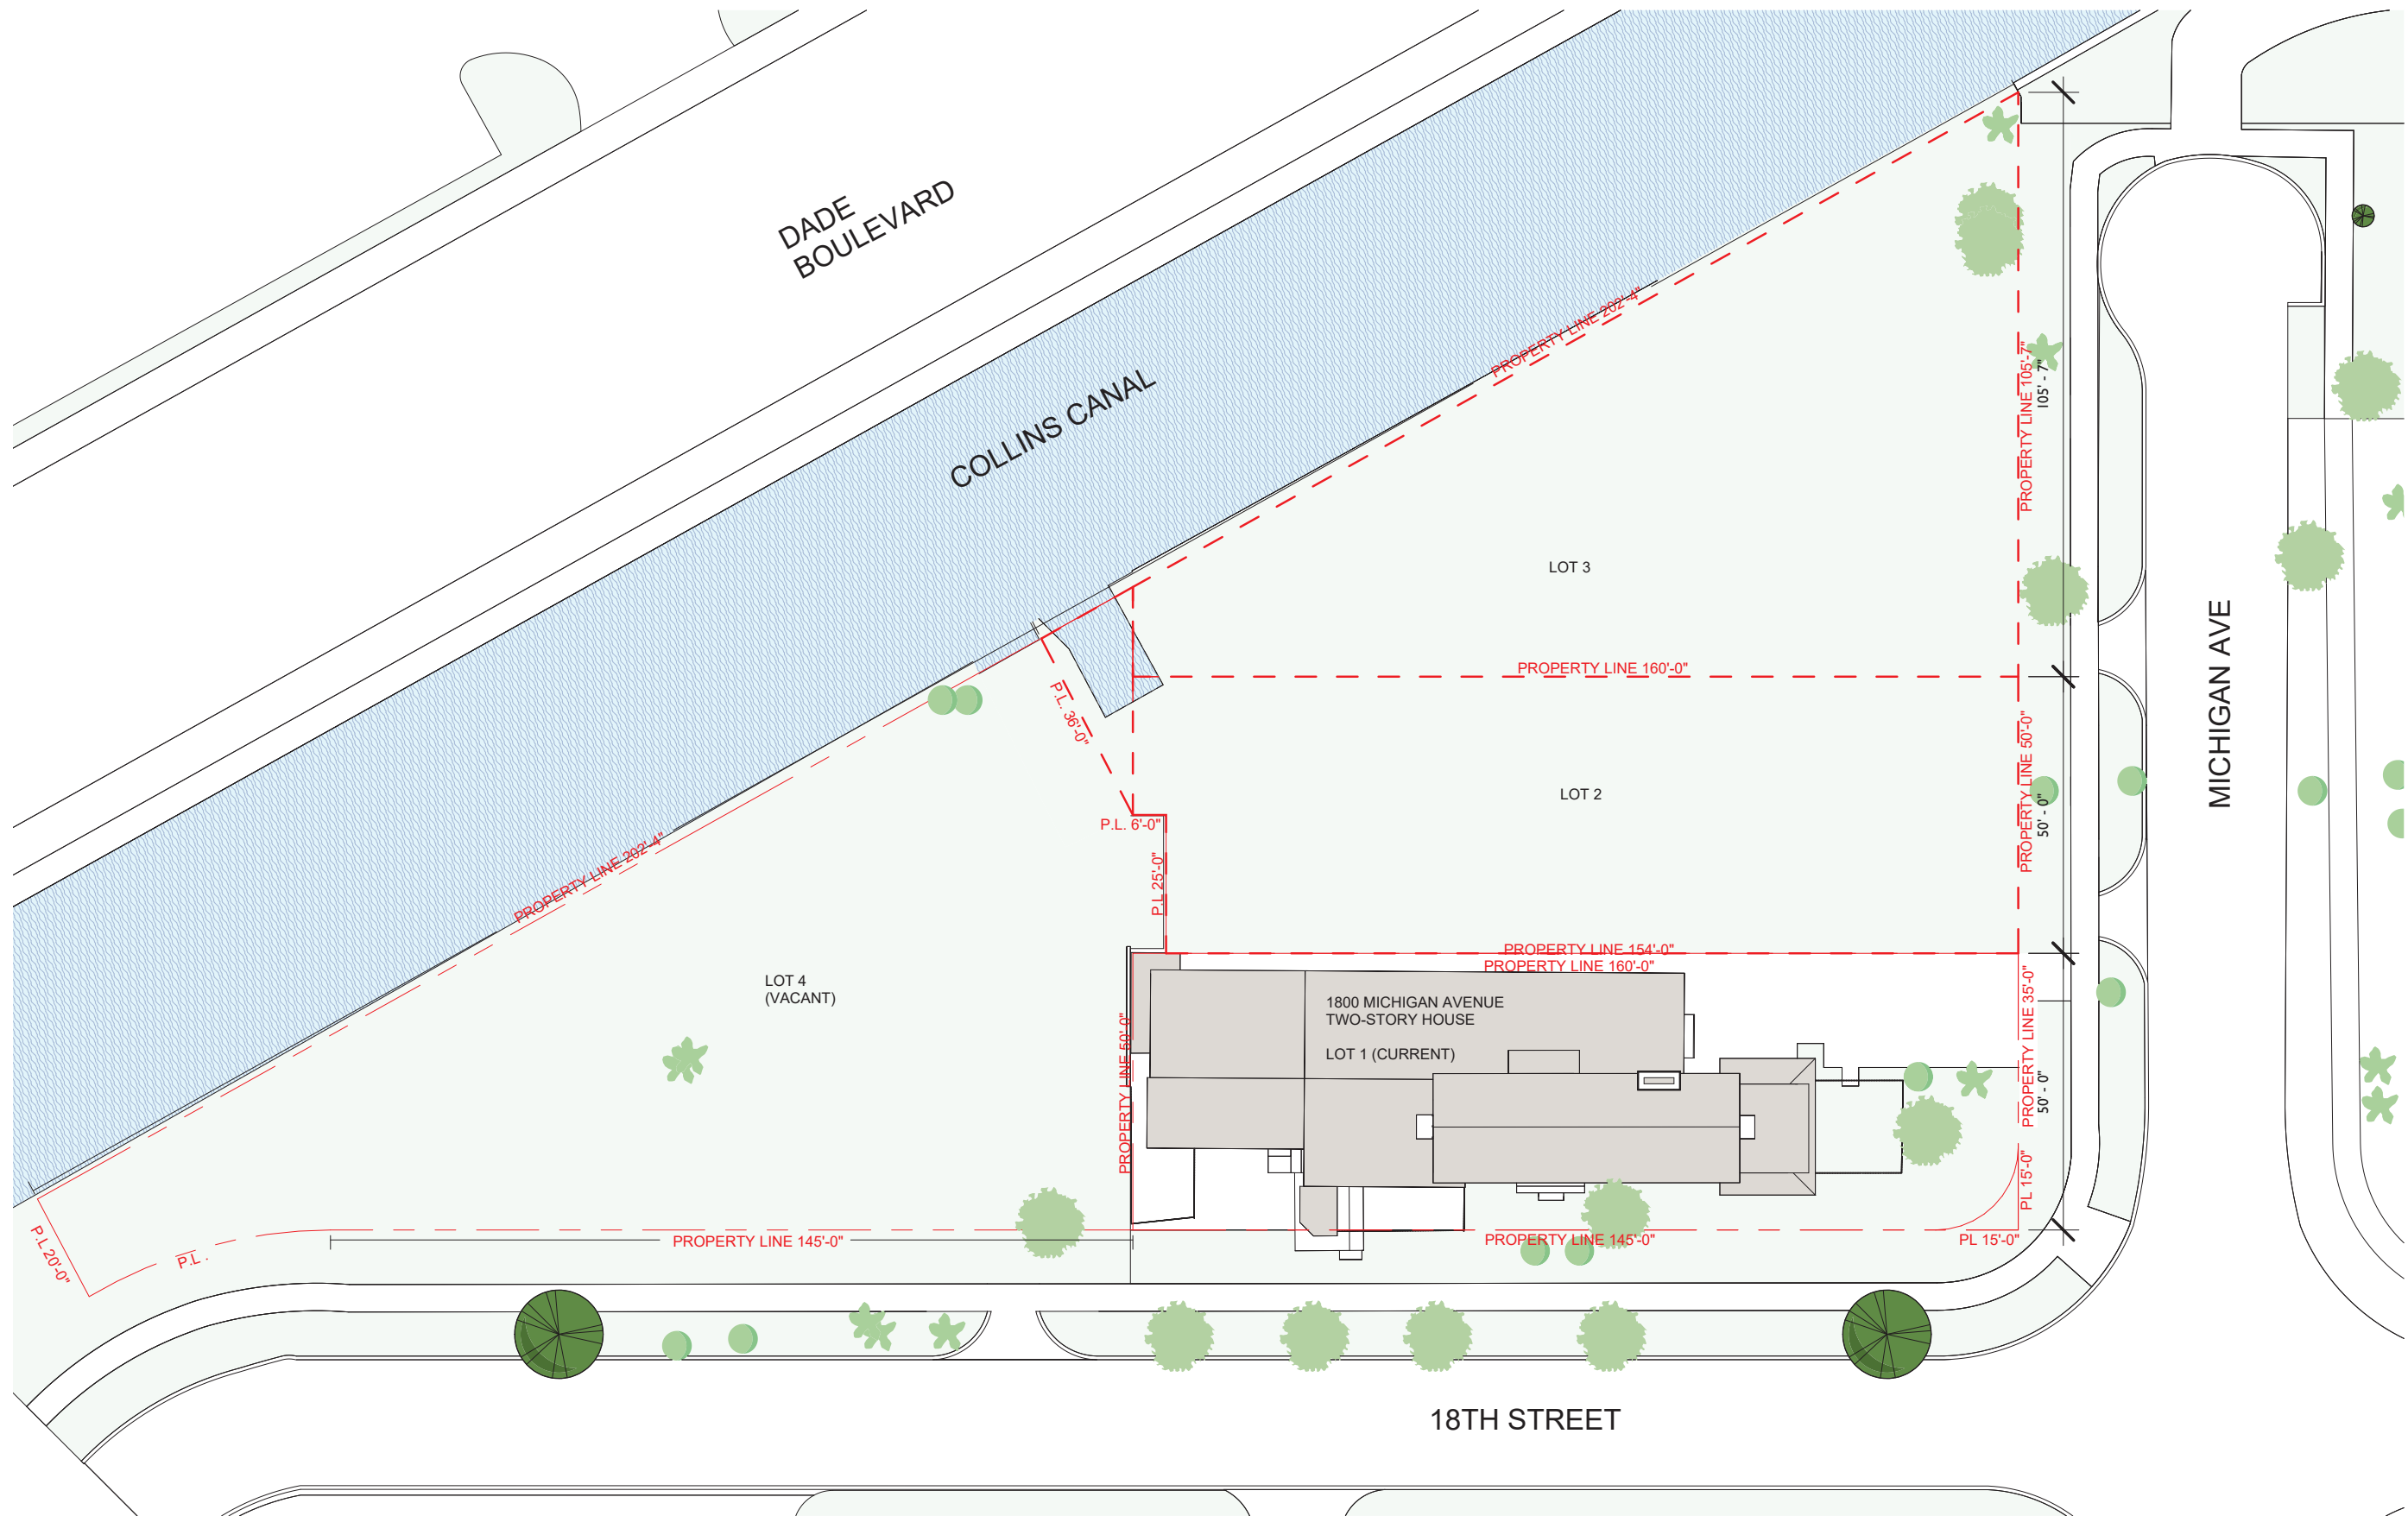 DADE
BOULEVARD
COLLINS CANAL
PROPERTY LINE 202'-4"
PROPERTY LINE 105'-7"
105' - 7"
LOT 3
MICHIGAN AVE
PROPERTY LINE 160'-0"
P.L. 36'-0"
PROPERTY LINE 50'-0"
50' - 0"
LOT 2
P.L. 6'-0"
P.L 25'-0"
PROPERTY LINE 202'-4"
PROPERTY LINE 154'-0"
PROPERTY LINE 160'-0"
LOT 4
(VACANT)
1800 MICHIGAN AVENUE
TWO-STORY HOUSE
LOT 1 (CURRENT)
PROPERTY LINE 50'-0"
PROPERTY LINE 35'-0"
50' - 0"
PL 15'-0"
P.L 20'-0"
P.L .
PROPERTY LINE 145'-0"
PROPERTY LINE 145'-0"
PL 15'-0"
18TH STREET